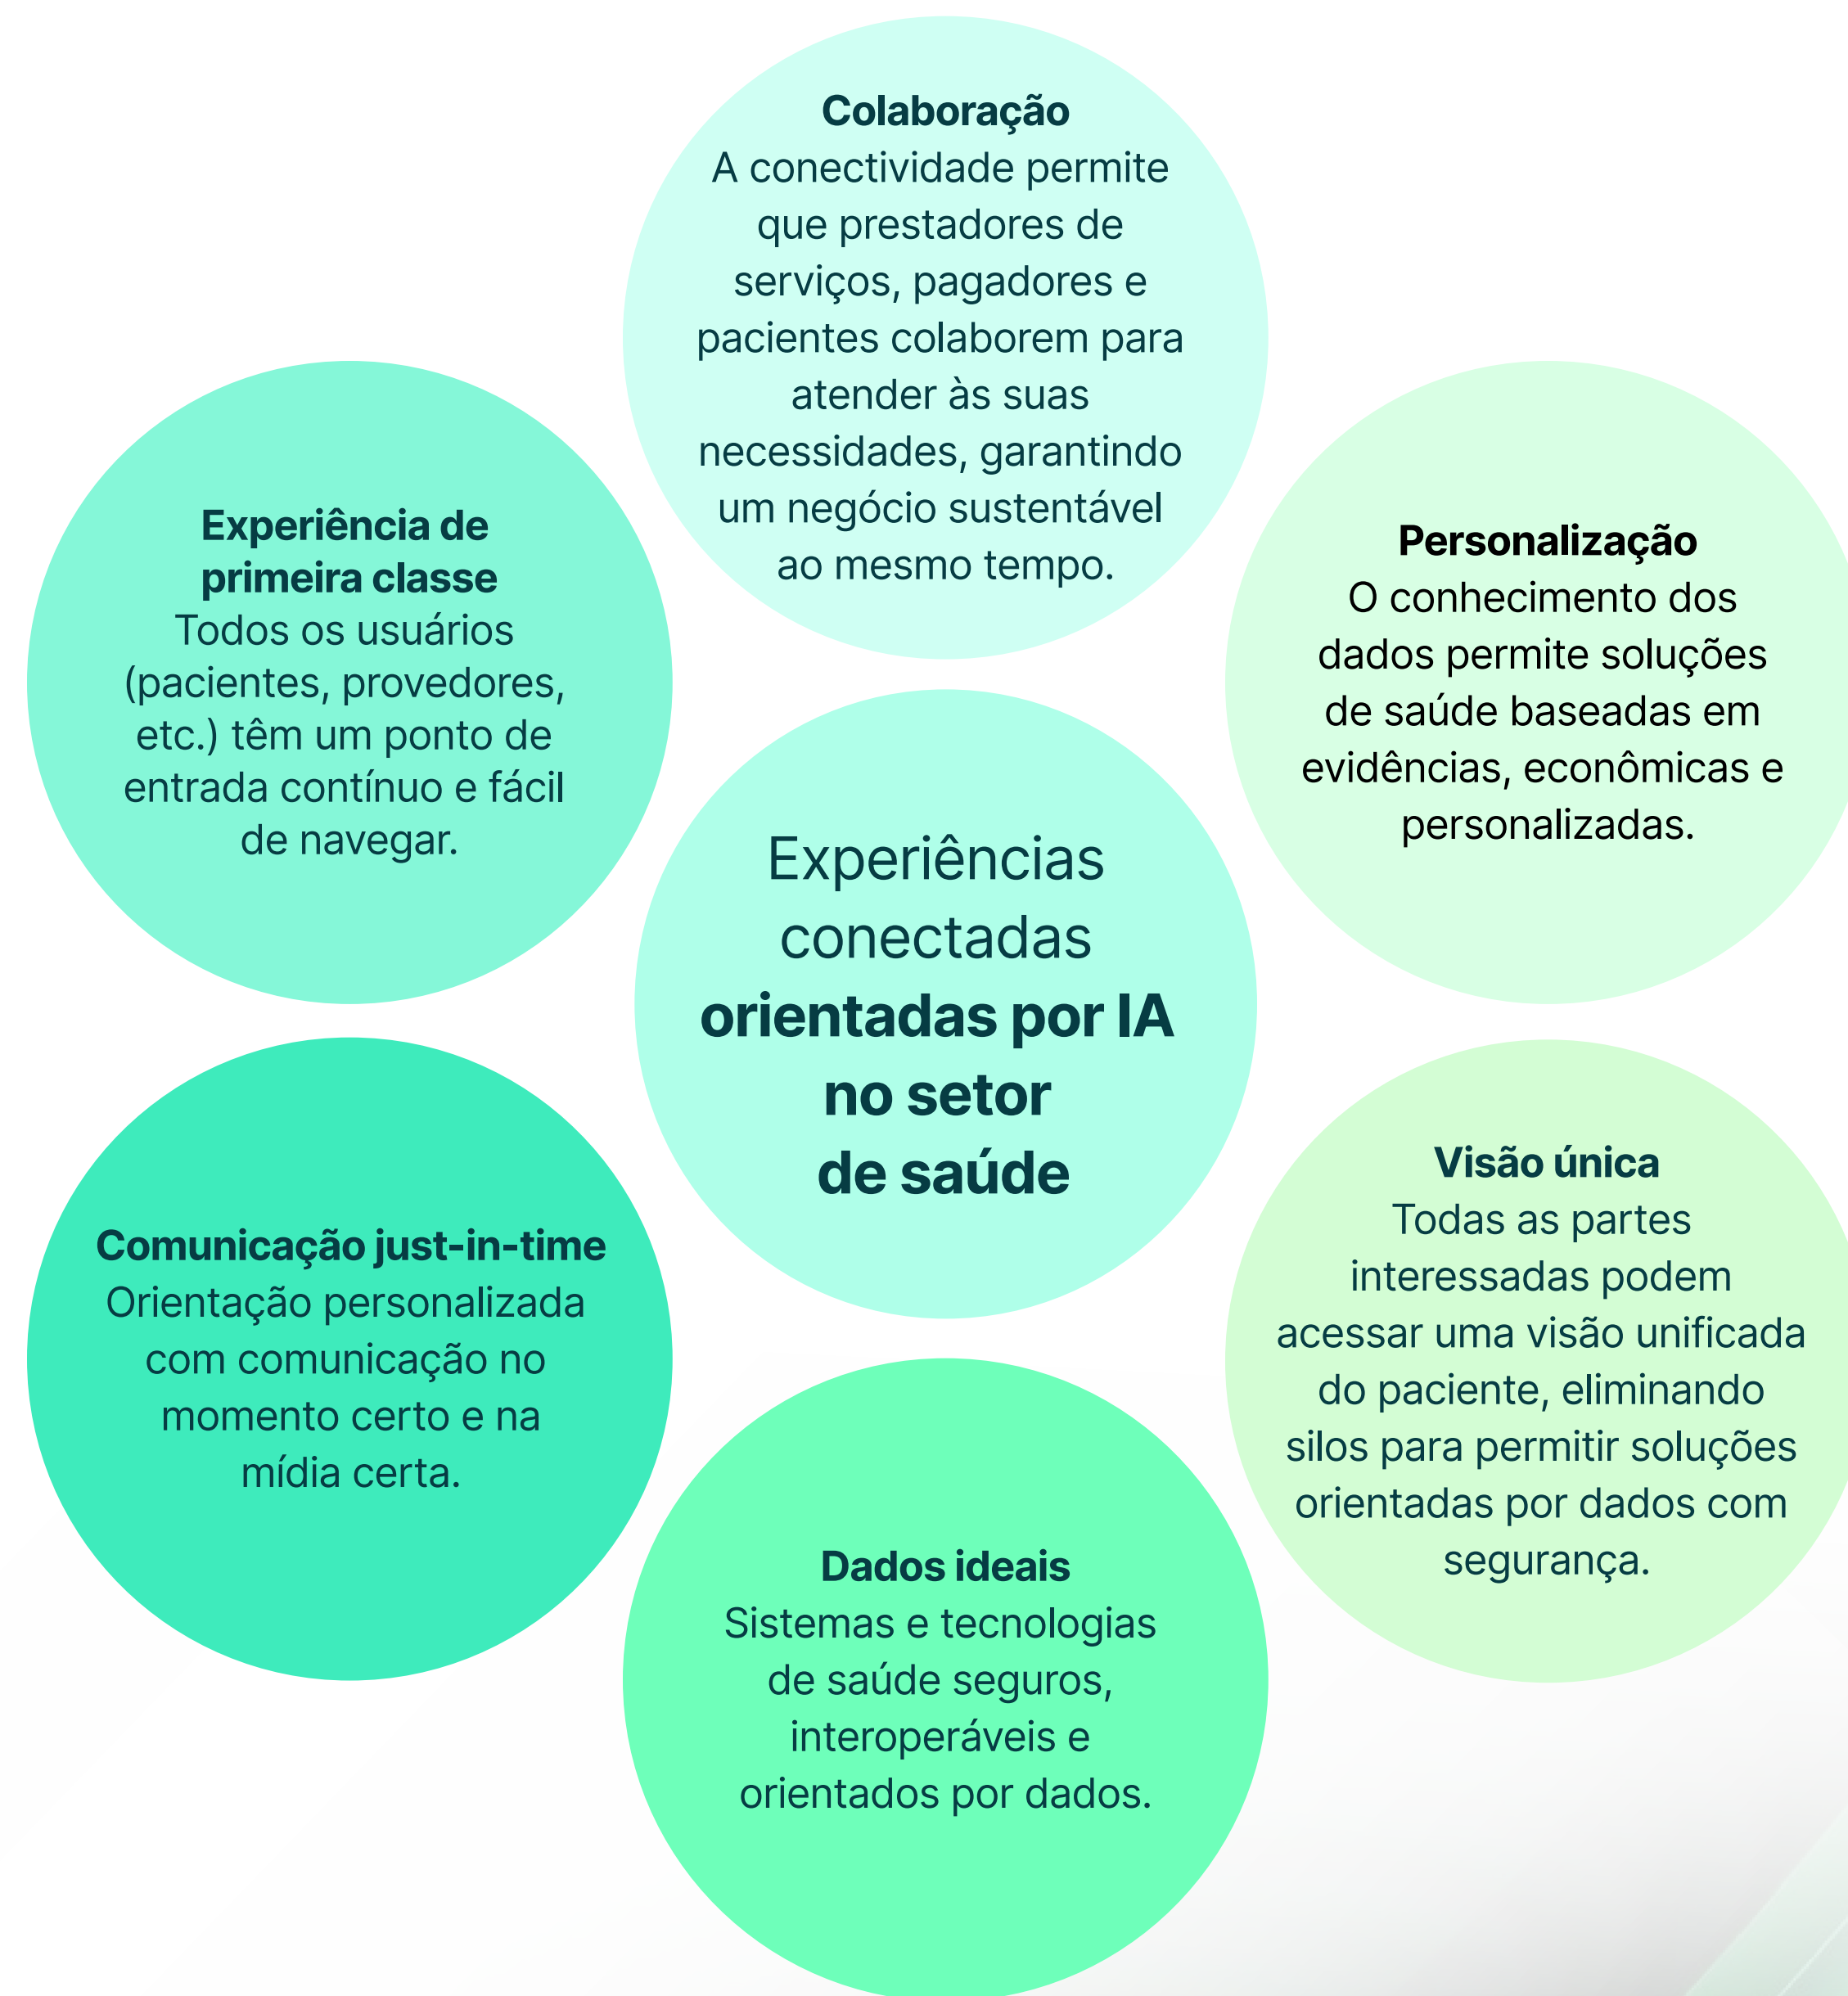 Colaboração
A conectividade permite
que prestadores de
serviços, pagadores e
pacientes colaborem para
atender às suas
necessidades, garantindo
um negócio sustentável
ao mesmo tempo.
Experiência de
primeira classe
Todos os usuários
(pacientes, provedores,
etc.) têm um ponto de
entrada contínuo e fácil
de navegar.
Personalização
O conhecimento dos
dados permite soluções
de saúde baseadas em
evidências, econômicas e
personalizadas.
Experiências
conectadas
orientadas por IA
no setor
de saúde
Comunicação just-in-time
Orientação personalizada
com comunicação no
momento certo e na
mídia certa.
Visão única
Todas as partes
interessadas podem
acessar uma visão unificada
do paciente, eliminando
silos para permitir soluções
orientadas por dados com
segurança.
Dados ideais
Sistemas e tecnologias
de saúde seguros,
interoperáveis e
orientados por dados.